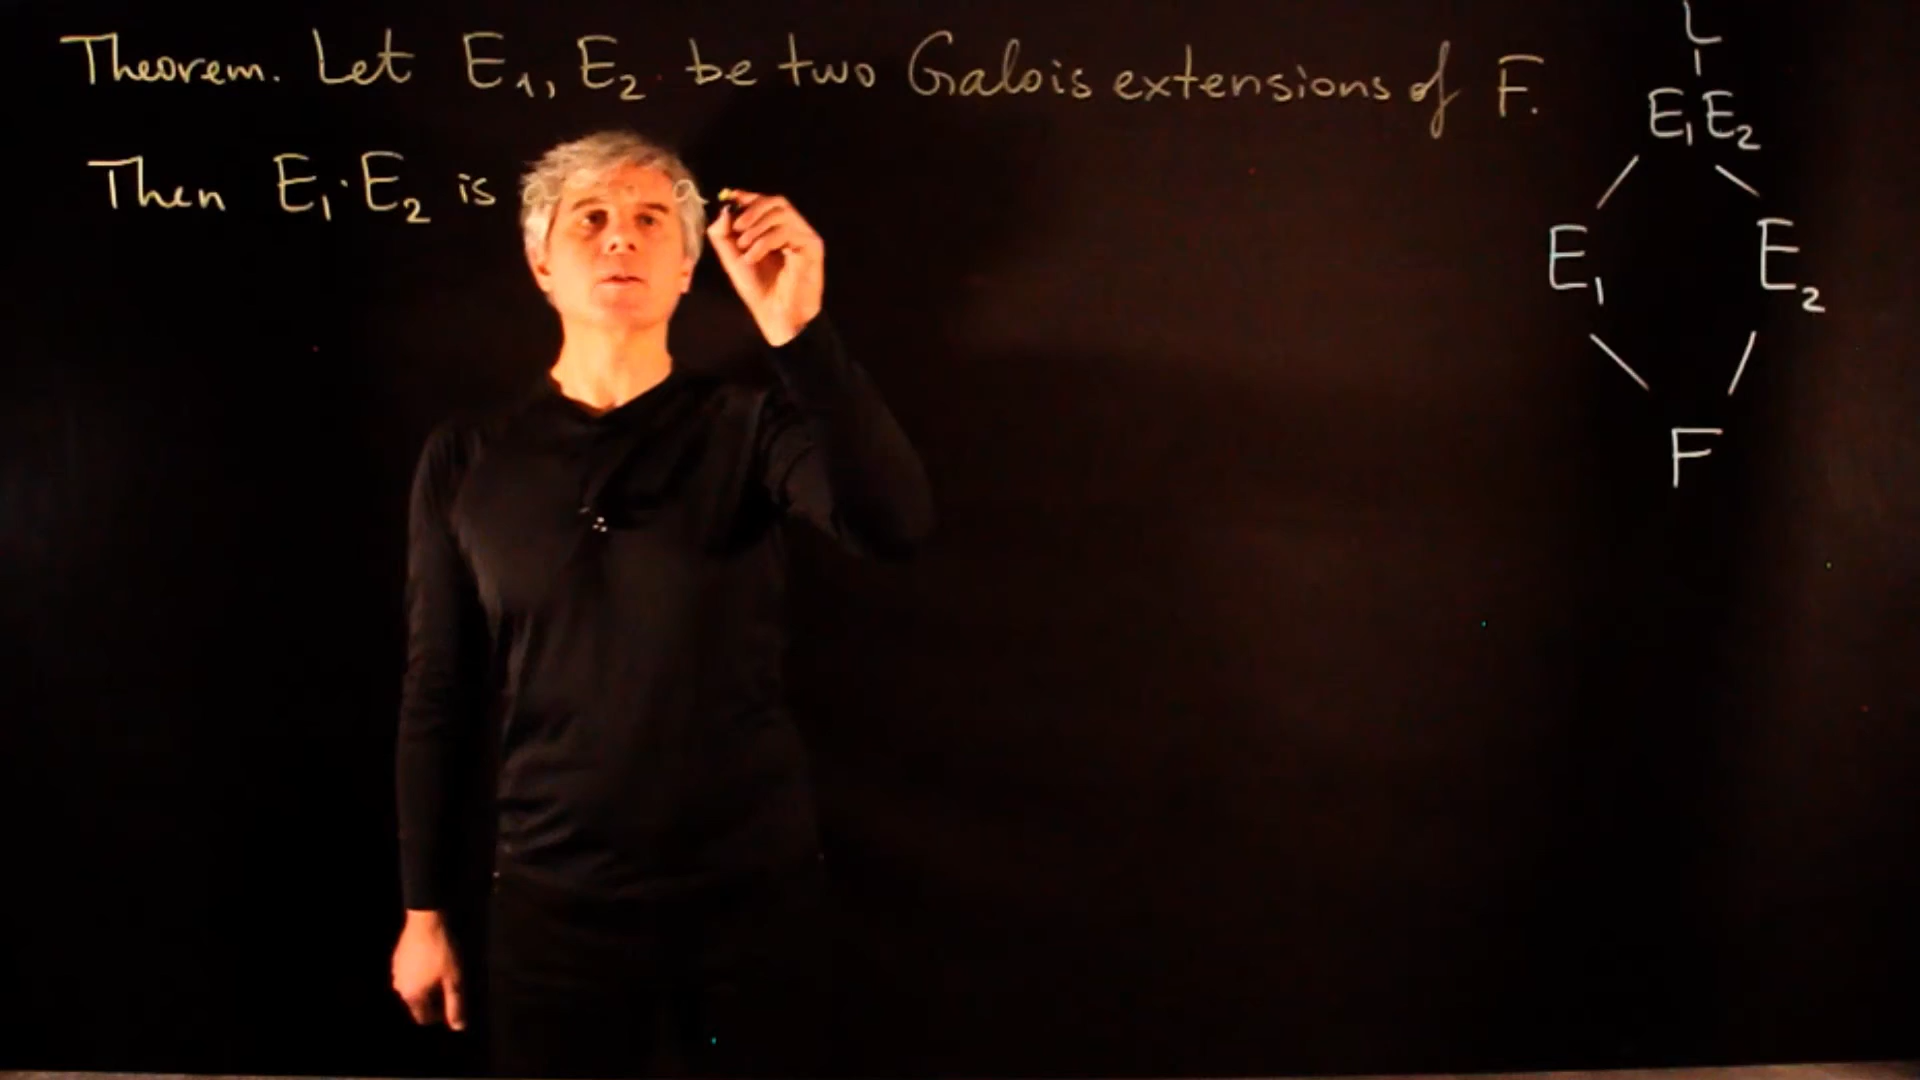 Theorem. Let E₁, E₂ be two Galois extensions of F.
Then E₁·E₂ is
L
E₁E₂
E₁ E₂
F